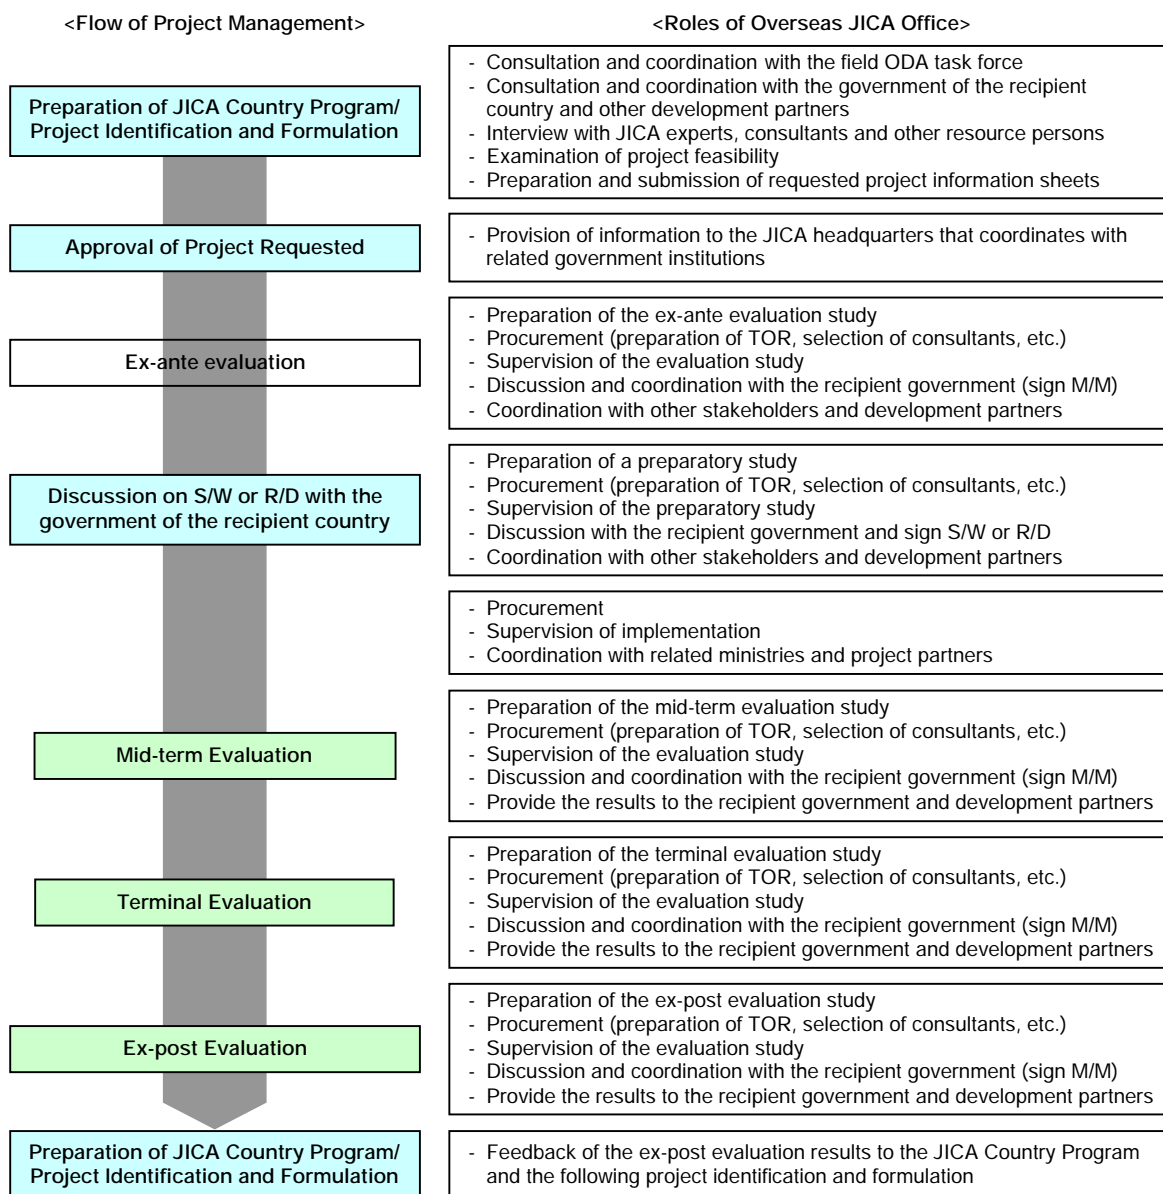 <Flow of Project Management>
<Roles of Overseas JICA Office>
Preparation of JICA Country Program/
Project Identification and Formulation
- Consultation and coordination with the field ODA task force
- Consultation and coordination with the government of the recipient
country and other development partners
- Interview with JICA experts, consultants and other resource persons
- Examination of project feasibility
- Preparation and submission of requested project information sheets
Approval of Project Requested
- Provision of information to the JICA headquarters that coordinates with
related government institutions
Ex-ante evaluation
- Preparation of the ex-ante evaluation study
- Procurement (preparation of TOR, selection of consultants, etc.)
- Supervision of the evaluation study
- Discussion and coordination with the recipient government (sign M/M)
- Coordination with other stakeholders and development partners
Discussion on S/W or R/D with the
government of the recipient country
- Preparation of a preparatory study
- Procurement (preparation of TOR, selection of consultants, etc.)
- Supervision of the preparatory study
- Discussion with the recipient government and sign S/W or R/D
- Coordination with other stakeholders and development partners
- Procurement
- Supervision of implementation
- Coordination with related ministries and project partners
Mid-term Evaluation
- Preparation of the mid-term evaluation study
- Procurement (preparation of TOR, selection of consultants, etc.)
- Supervision of the evaluation study
- Discussion and coordination with the recipient government (sign M/M)
- Provide the results to the recipient government and development partners
Terminal Evaluation
- Preparation of the terminal evaluation study
- Procurement (preparation of TOR, selection of consultants, etc.)
- Supervision of the evaluation study
- Discussion and coordination with the recipient government (sign M/M)
- Provide the results to the recipient government and development partners
Ex-post Evaluation
- Preparation of the ex-post evaluation study
- Procurement (preparation of TOR, selection of consultants, etc.)
- Supervision of the evaluation study
- Discussion and coordination with the recipient government (sign M/M)
- Provide the results to the recipient government and development partners
Preparation of JICA Country Program/
Project Identification and Formulation
- Feedback of the ex-post evaluation results to the JICA Country Program
and the following project identification and formulation